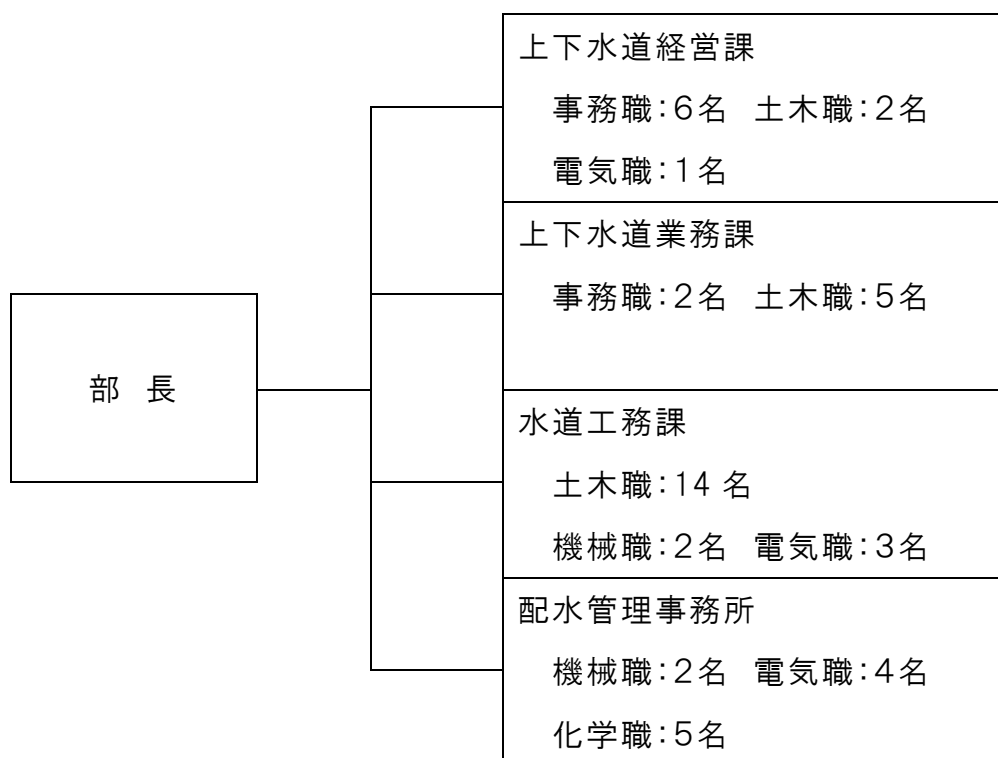 上下水道経営課
事務職：6名　土木職：2名
電気職：1名
上下水道業務課
事務職：2名　土木職：5名
部　長
水道工務課
土木職：14 名
機械職：2名　電気職：3名
配水管理事務所
機械職：2名　電気職：4名
化学職：5名